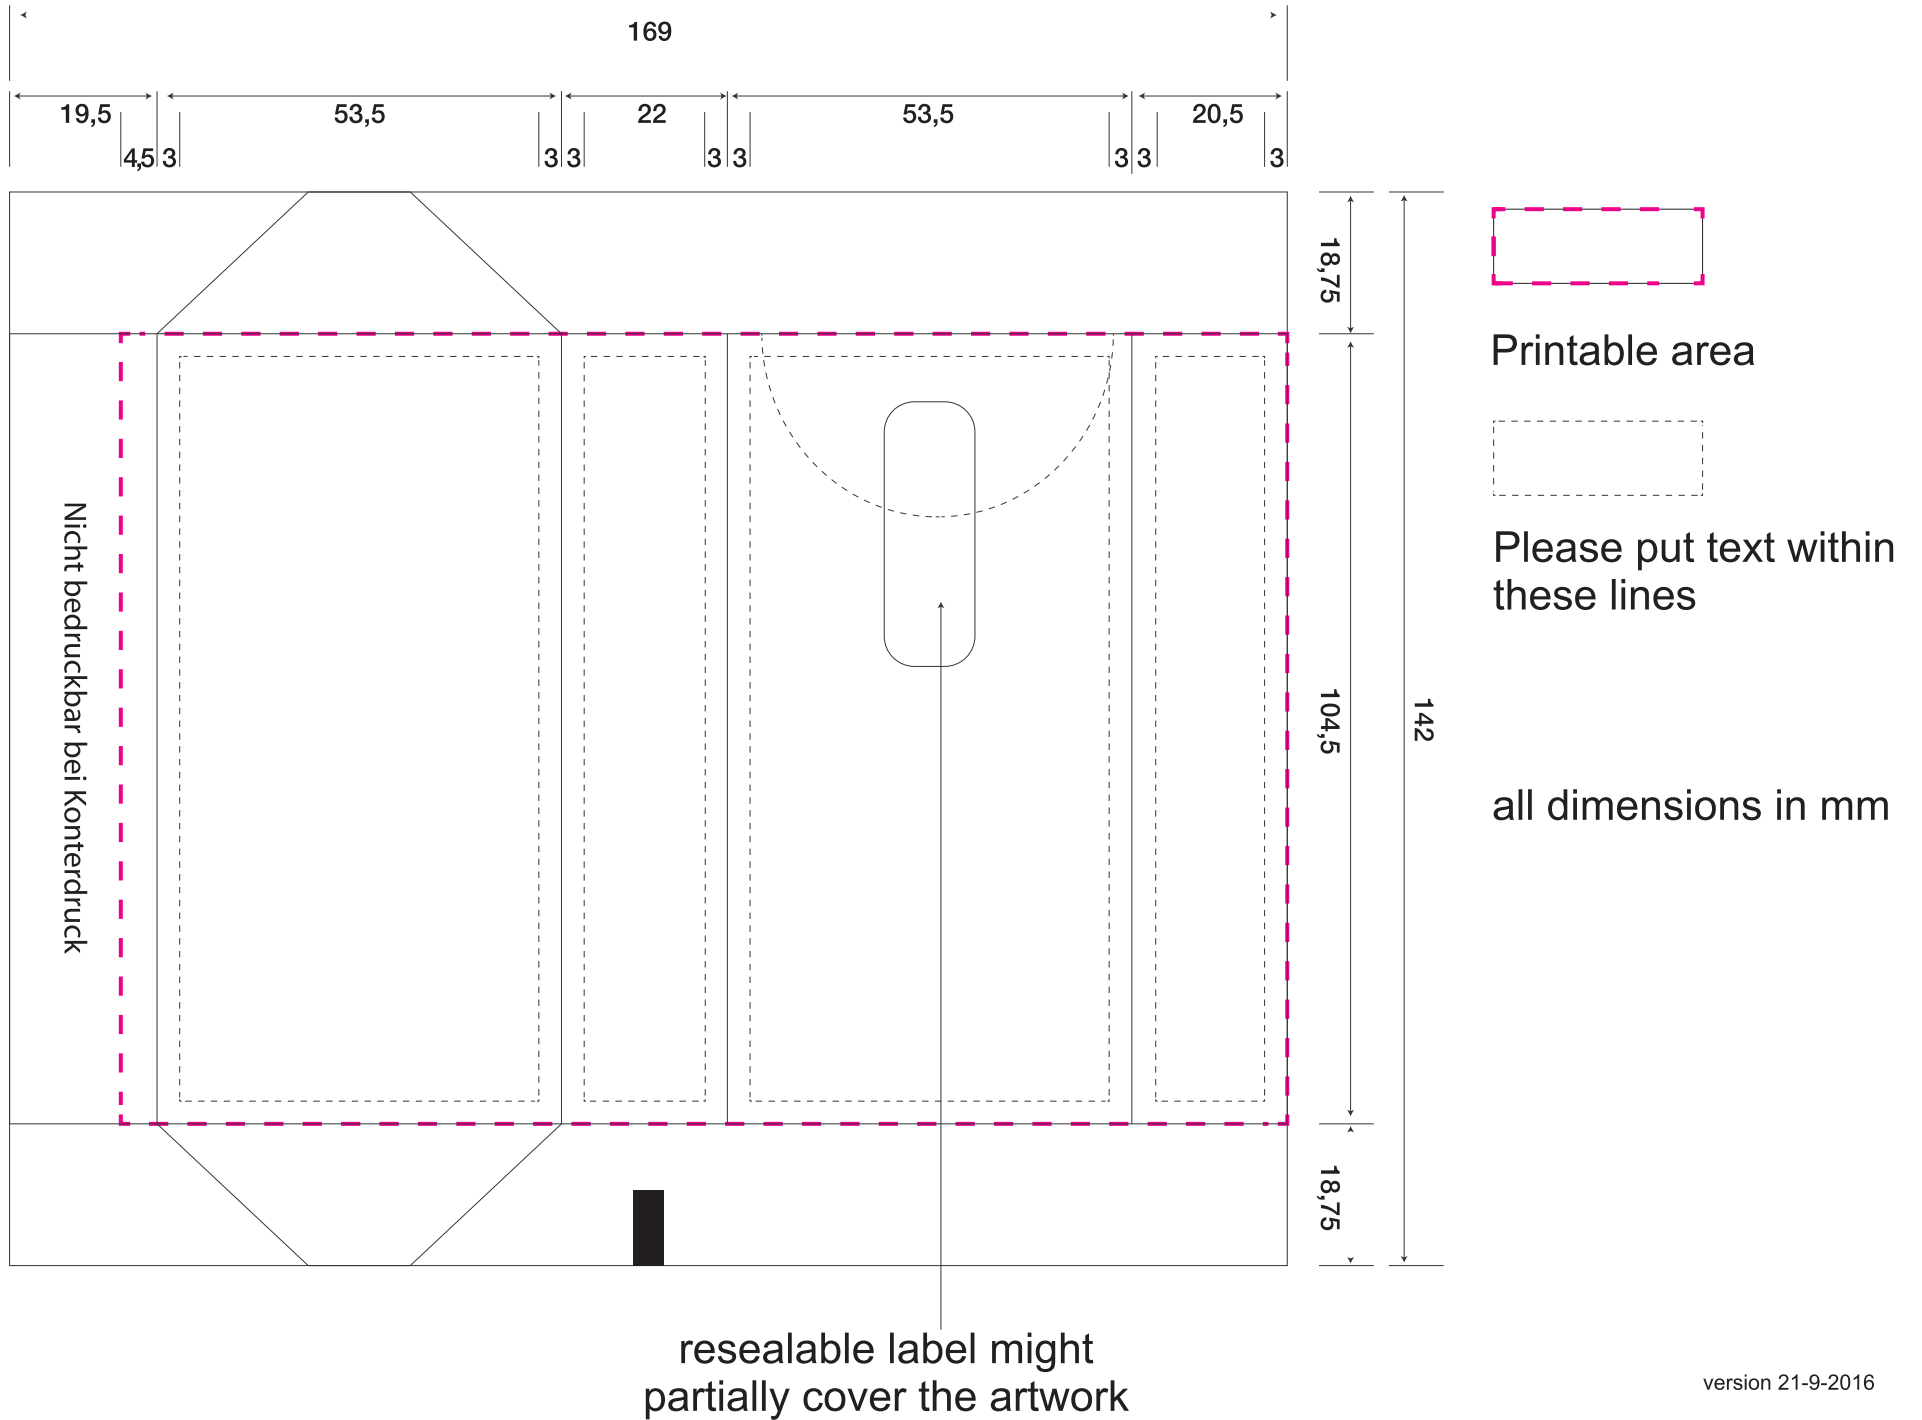 169
19,5
53,5
22
53,5
20,5
4,5 3
3 3
3 3
3 3
3
18,75
104,5
142
18,75
Nicht bedruckbar bei Konterdruck
Printable area
Please put text within
these lines
all dimensions in mm
resealable label might
partially cover the artwork
version 21-9-2016